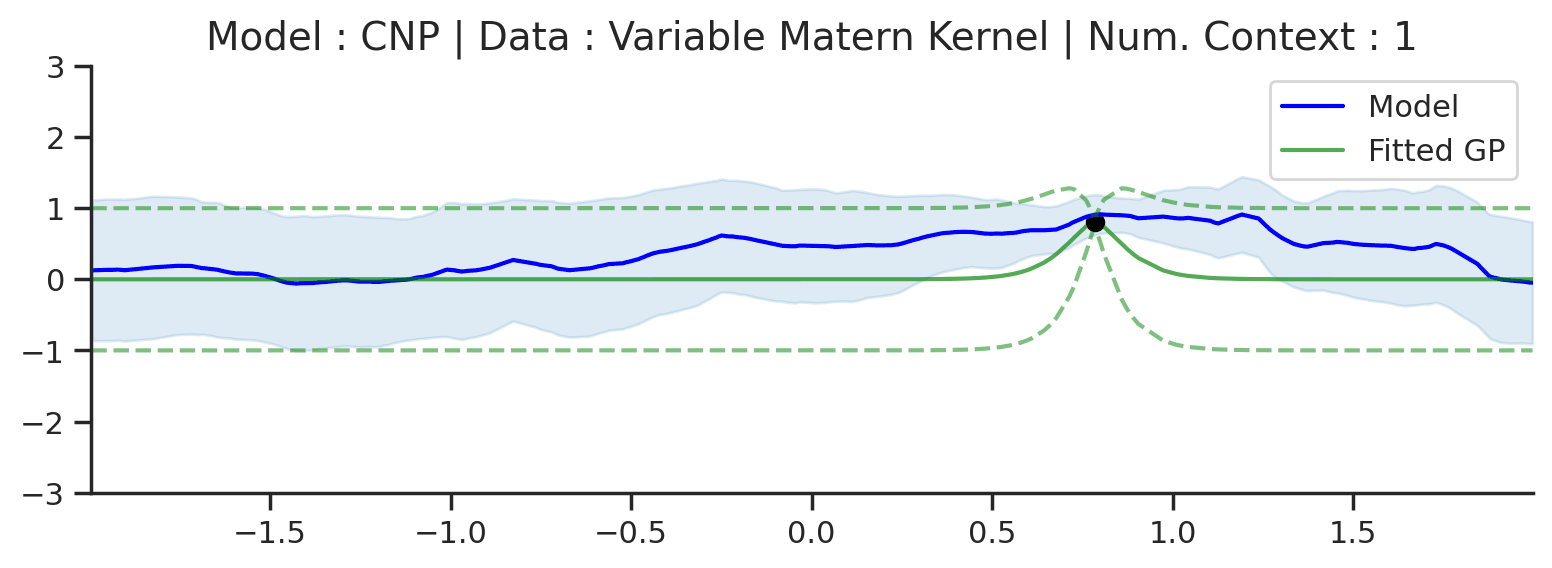 Model : CNP | Data : Variable Matern Kernel | Num. Context : 1
3
2
1
0
−1
−2
−3
Model
Fitted GP
−1.5 −1.0 −0.5 0.0 0.5 1.0 1.5